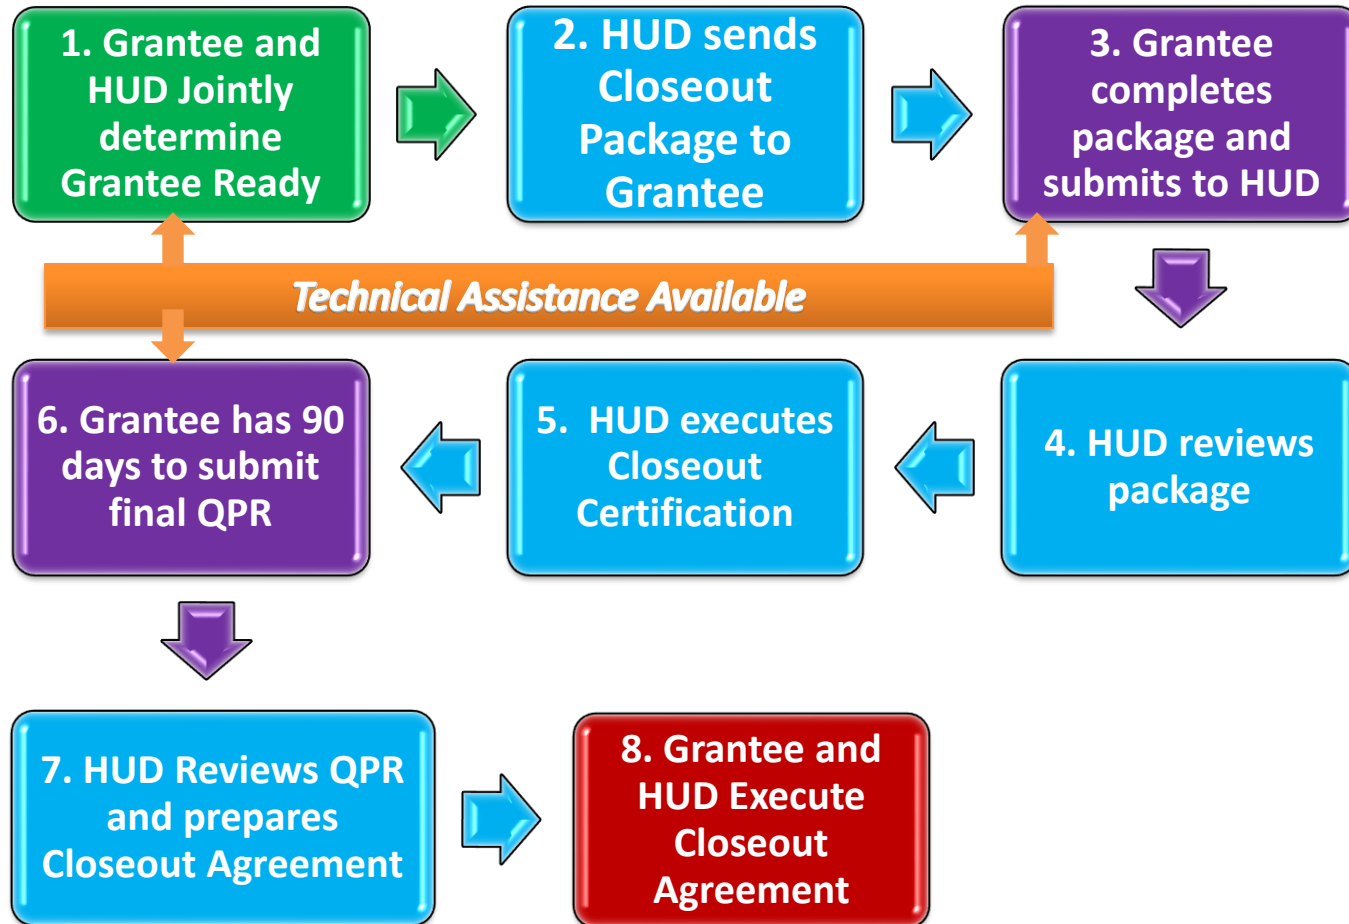 1. Grantee and
HUD Jointly
determine
Grantee Ready
2. HUD sends
Closeout
Package to
Grantee
3. Grantee
completes
package and
submits to HUD
Technical Assistance Available
4. HUD reviews
package
5. HUD executes
Closeout
Certification
6. Grantee has 90
days to submit
final QPR
7. HUD Reviews QPR
and prepares
Closeout Agreement
8. Grantee and
HUD Execute
Closeout
Agreement